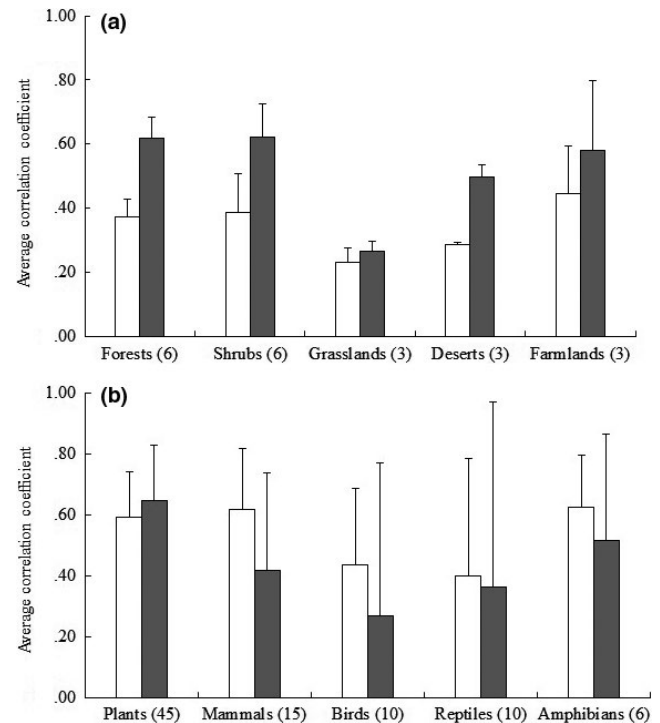 (a)
1.00
.80
.60
.40
.20
.00
Average correlation coefficient
Forests (6) Shrubs (6) Grasslands (3) Deserts (3) Farmlands (3)
(b)
1.00
.80
.60
.40
.20
.00
Average correlation coefficient
Plants (45) Mammals (15) Birds (10) Reptiles (10) Amphibians (6)